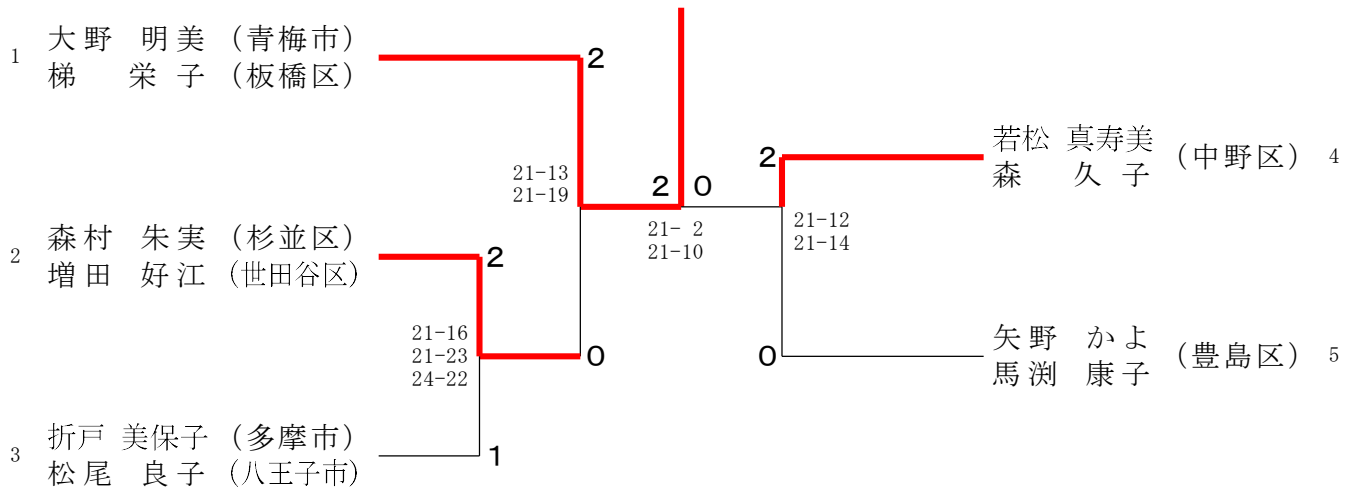 1 大野 明美 (青梅市)
梯 栄子 (板橋区)
2
21-13
21-19
2 森村 朱実 (杉並区)
増田 好江 (世田谷区)
2
21-16
21-23
24-22
0
3 折戸 美保子 (多摩市)
松尾 良子 (八王子市)
1
2 0
21- 2
21-10
若松 真寿美
森 久子
(中野区) 4
2
21-12
21-14
矢野 かよ
馬渕 康子
(豊島区) 5
0